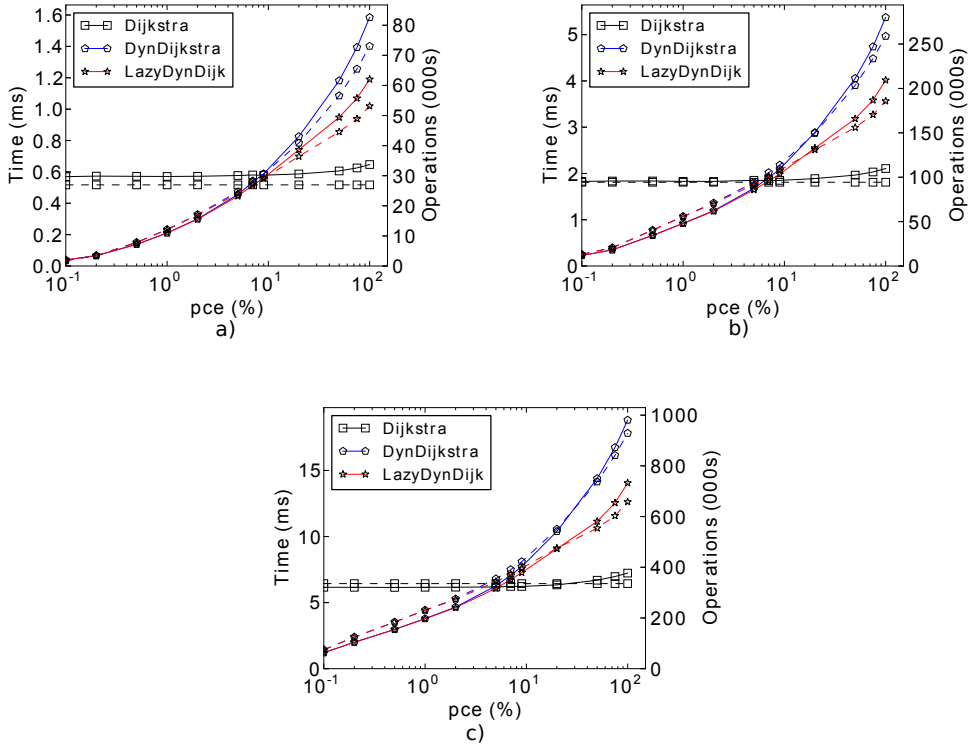 Dijkstra
DynDijkstra
LazyDynDijk
Time (ms)
1.6
1.4
1.2
1.0
0.8
0.6
0.4
0.2
0.0
80
70
60
50
40
30
20
10
0
Operations (000s)
10^-1 10^0 10^1 10^2
pce (%)
a)
Dijkstra
DynDijkstra
LazyDynDijk
Time (ms)
5
4
3
2
1
0
250
200
150
100
50
0
Operations (000s)
10^-1 10^0 10^1 10^2
pce (%)
b)
Dijkstra
DynDijkstra
LazyDynDijk
Time (ms)
15
10
5
0
1000
800
600
400
200
0
Operations (000s)
10^-1 10^0 10^1 10^2
pce (%)
c)